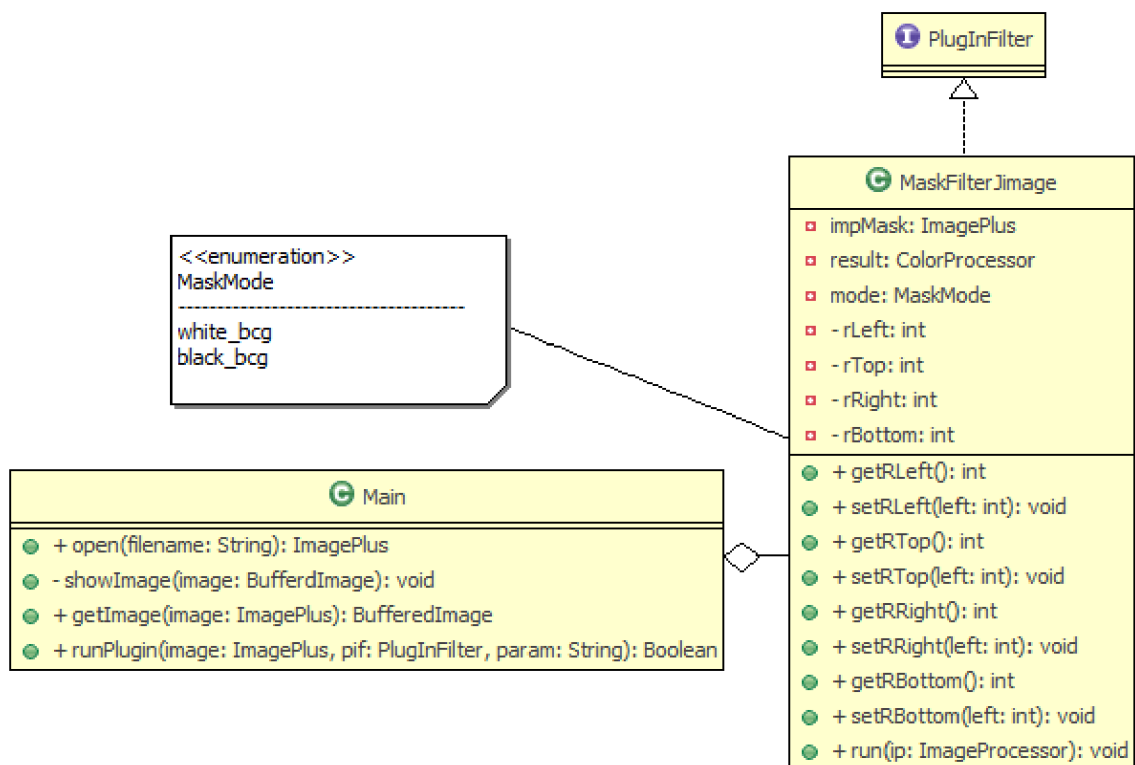 I PlugInFilter
C MaskFilterJimage
impMask: ImagePlus
result: ColorProcessor
mode: MaskMode
- rLeft: int
- rTop: int
- rRight: int
- rBottom: int
+ getRLeft(): int
+ setRLeft(left: int): void
+ getRTop(): int
+ setRTop(left: int): void
+ getRRight(): int
+ setRRight(left: int): void
+ getRBottom(): int
+ setRBottom(left: int): void
+ run(ip: ImageProcessor): void
<<enumeration>>
MaskMode
--------------------------------
white_bcg
black_bcg
C Main
+ open(filename: String): ImagePlus
- showImage(image: BufferdImage): void
+ getImage(image: ImagePlus): BufferedImage
+ runPlugin(image: ImagePlus, pif: PlugInFilter, param: String): Boolean